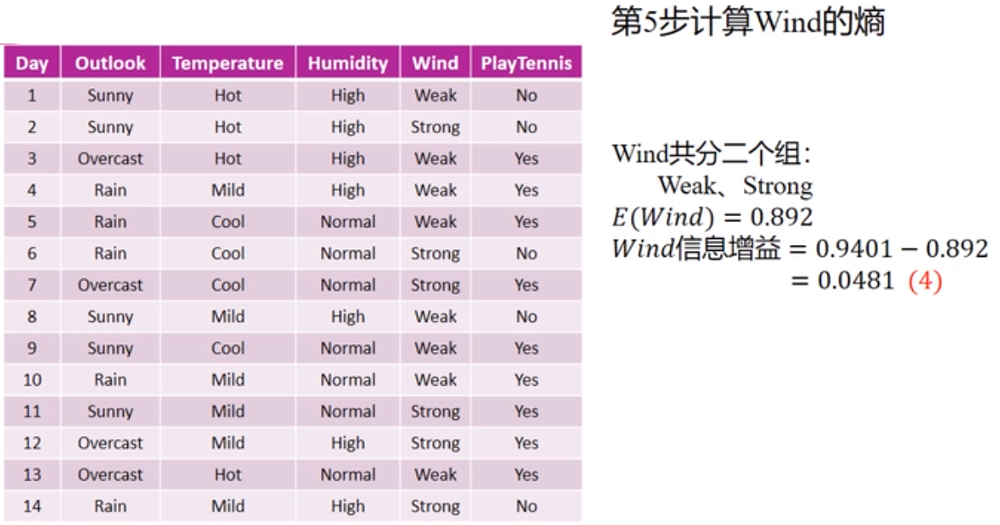 第5步计算Wind的熵
Day Outlook Temperature Humidity Wind PlayTennis
1 Sunny Hot High Weak No
2 Sunny Hot High Strong No
3 Overcast Hot High Weak Yes
4 Rain Mild High Weak Yes
5 Rain Cool Normal Weak Yes
6 Rain Cool Normal Strong No
7 Overcast Cool Normal Strong Yes
8 Sunny Mild High Weak No
9 Sunny Cool Normal Weak Yes
10 Rain Mild Normal Weak Yes
11 Sunny Mild Normal Strong Yes
12 Overcast Mild High Strong Yes
13 Overcast Hot Normal Weak Yes
14 Rain Mild High Strong No
Wind共分二个组：
Weak、Strong
E(Wind) = 0.892
Wind信息增益 = 0.9401 − 0.892
= 0.0481 (4)